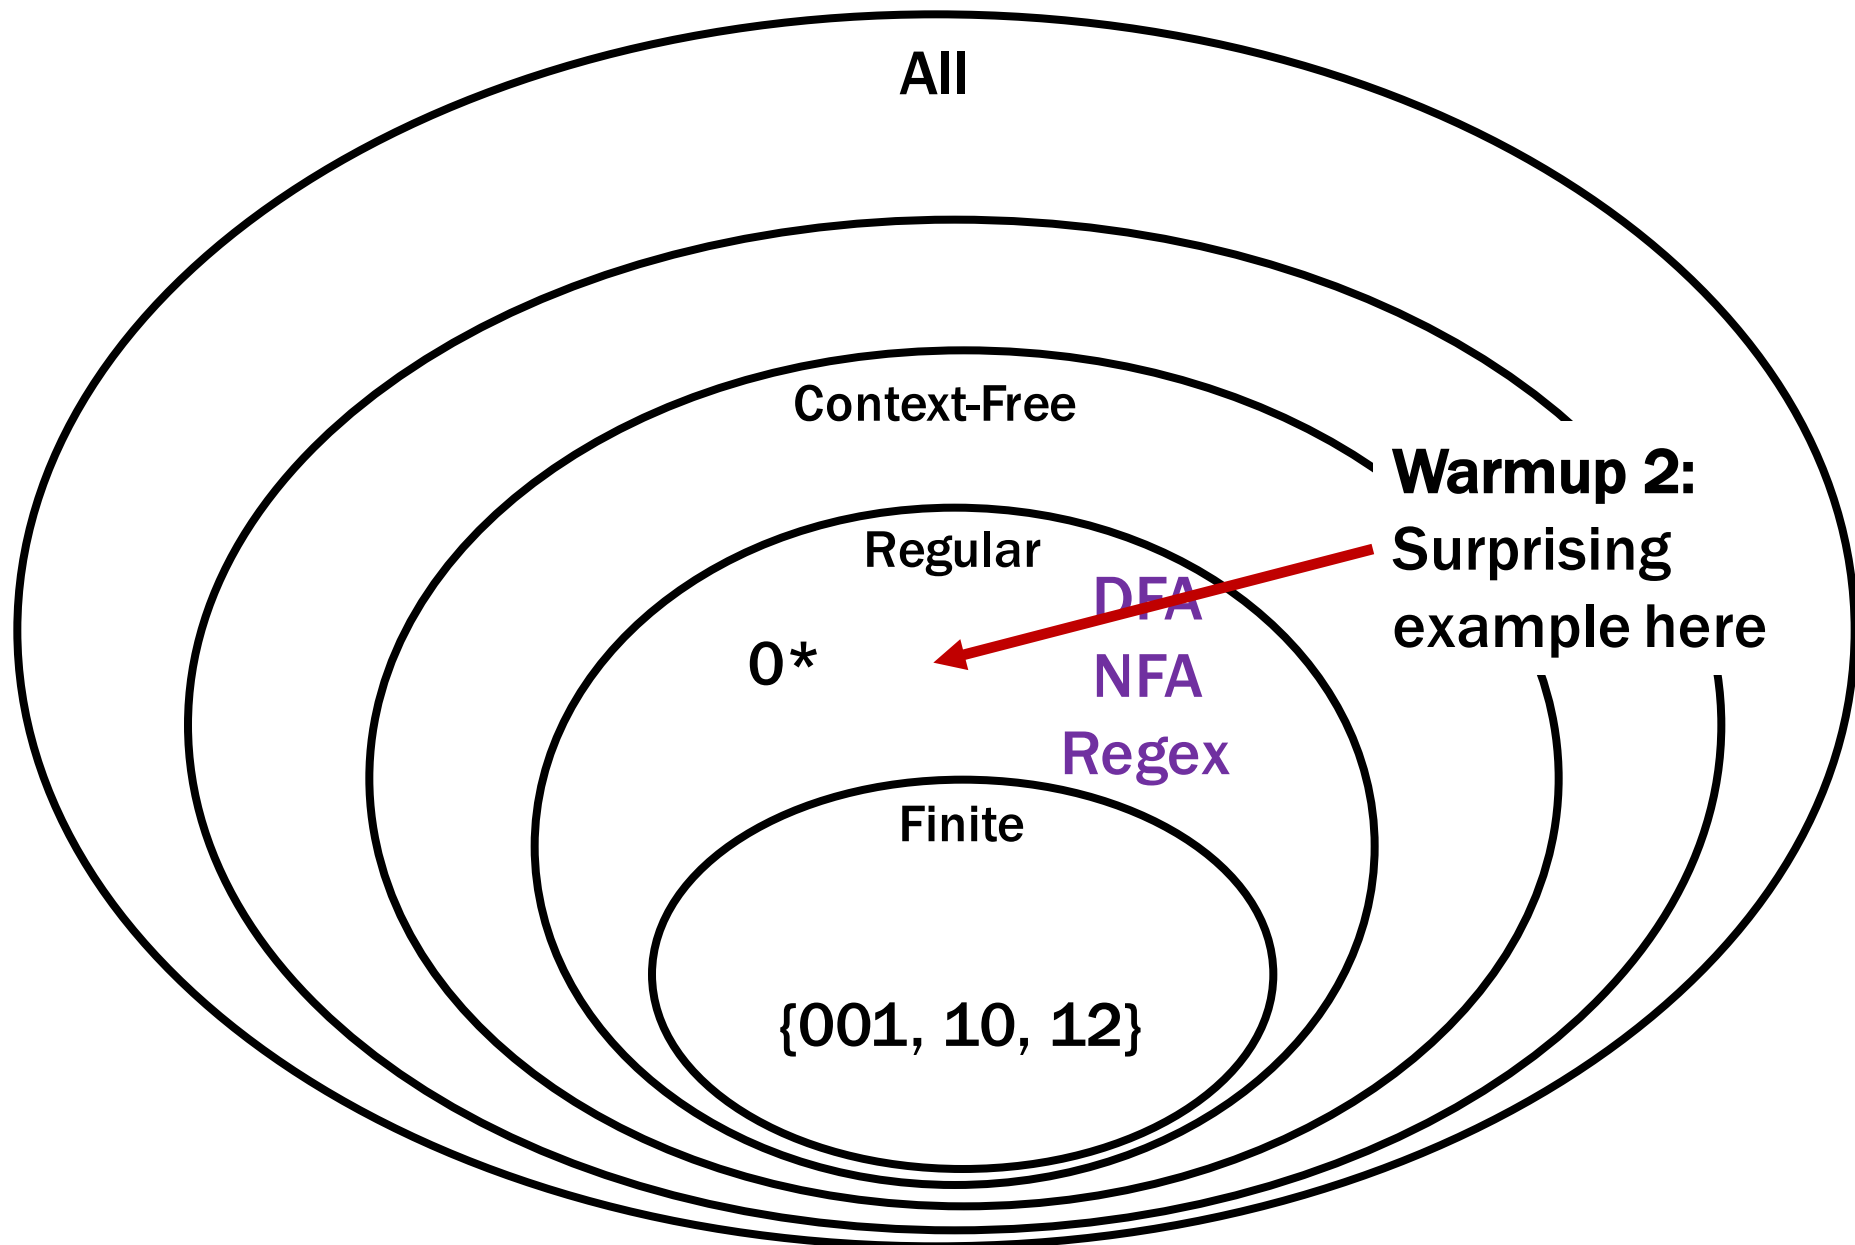 All
Context-Free
Warmup 2:
Surprising
example here
Regular
DFA
NFA
Regex
0*
Finite
{001, 10, 12}